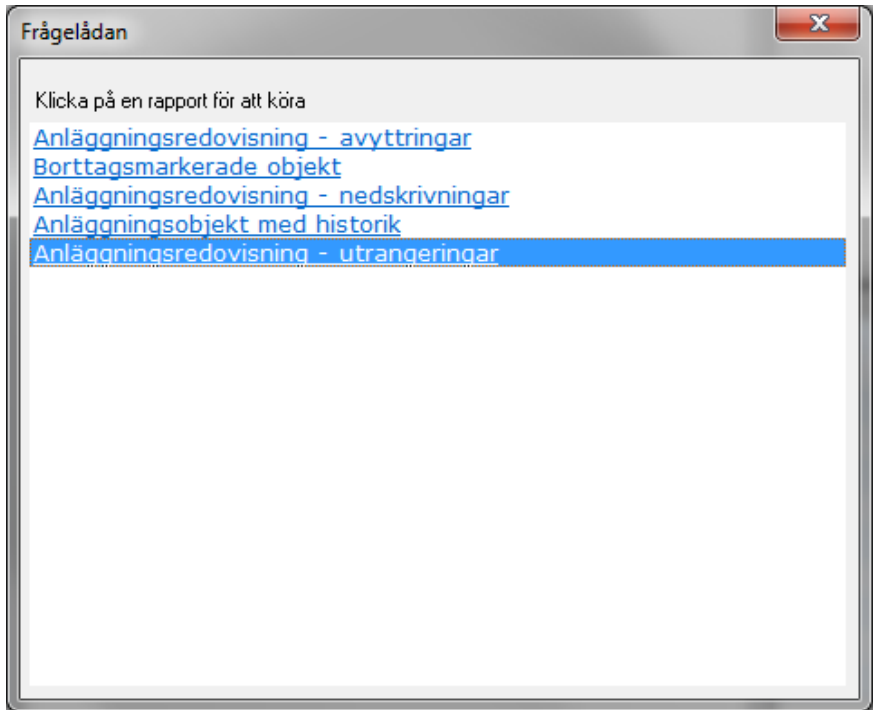 Frågelådan
Klicka på en rapport för att köra
Anläggningsredovisning - avyttringar
Borttagsmarkerade objekt
Anläggningsredovisning - nedskrivningar
Anläggningsobjekt med historik
Anläggningsredovisning - utrangeringar